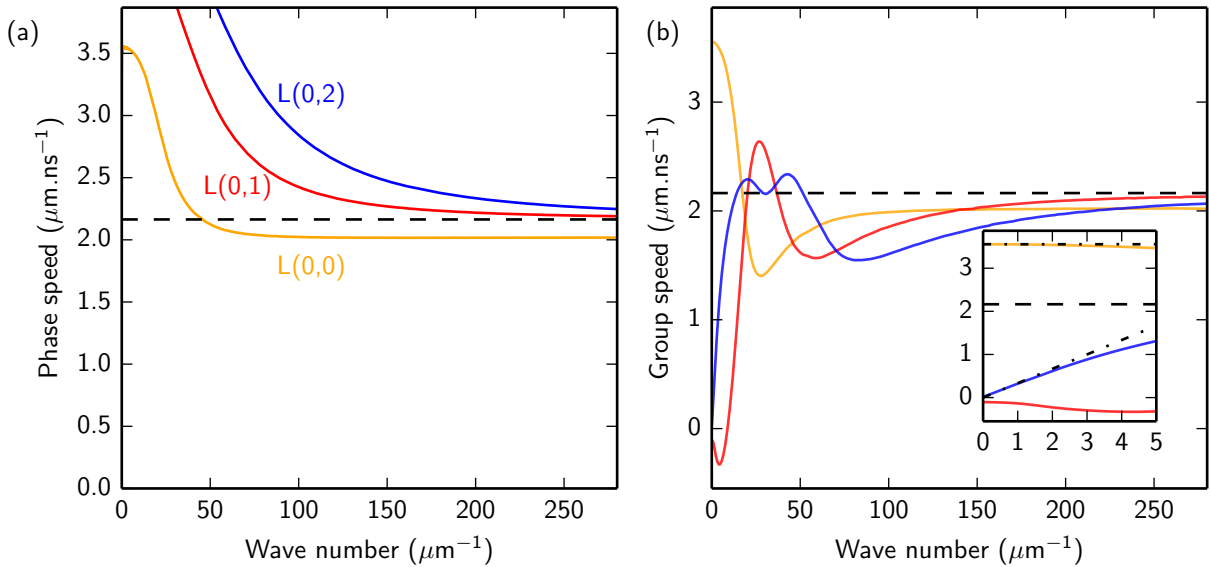 (a)
Phase speed (μm.ns⁻¹)
3.5
3.0
2.5
2.0
1.5
1.0
0.5
0.0
L(0,2)
L(0,1)
L(0,0)
0 50 100 150 200 250
Wave number (μm⁻¹)
(b)
Group speed (μm.ns⁻¹)
3
2
1
0
3
2
1
0
0 1 2 3 4 5
0 50 100 150 200 250
Wave number (μm⁻¹)